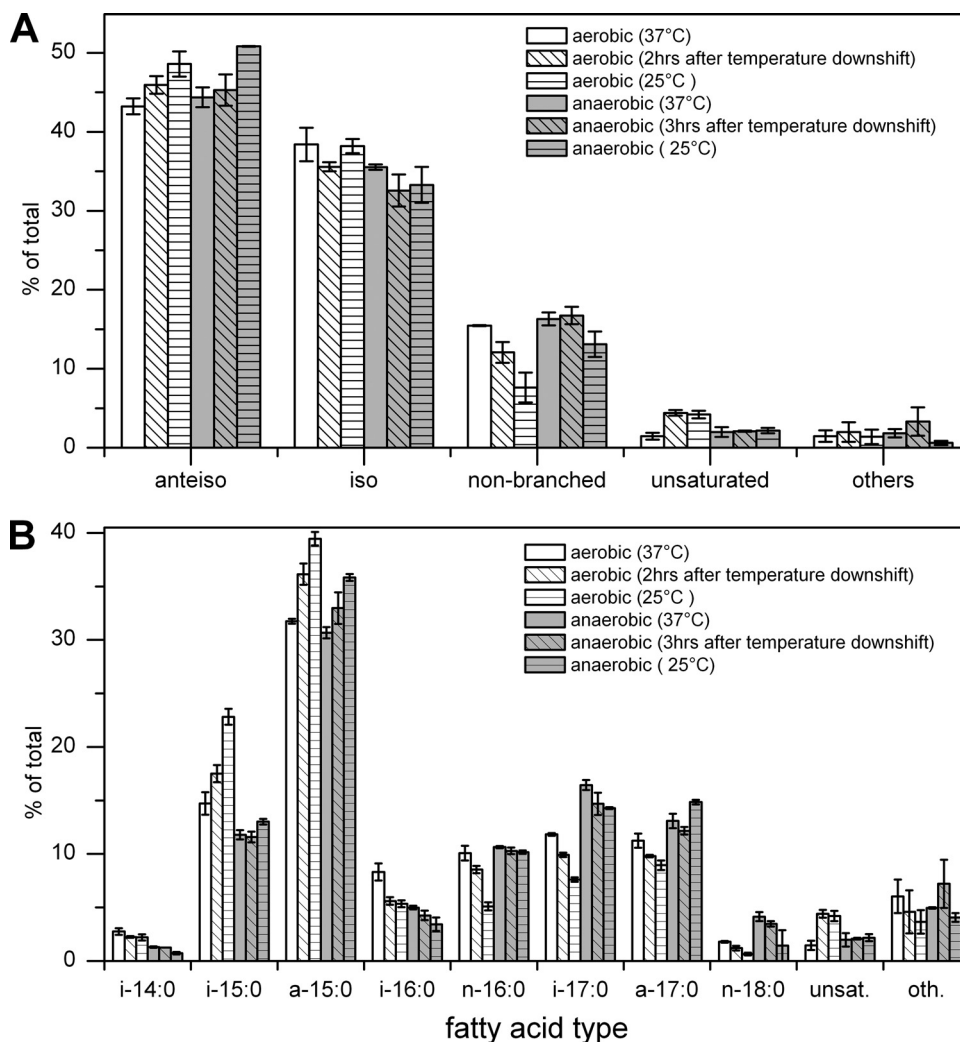 A
% of total
50
40
30
20
10
0
aerobic (37°C)
aerobic (2hrs after temperature downshift)
aerobic (25°C )
anaerobic (37°C)
anaerobic (3hrs after temperature downshift)
anaerobic ( 25°C)
anteiso iso non-branched unsaturated others
B
% of total
40
30
20
10
0
aerobic (37°C)
aerobic (2hrs after temperature downshift)
aerobic (25°C )
anaerobic (37°C)
anaerobic (3hrs after temperature downshift)
anaerobic ( 25°C)
i-14:0 i-15:0 a-15:0 i-16:0 n-16:0 i-17:0 a-17:0 n-18:0 unsat. oth.
fatty acid type